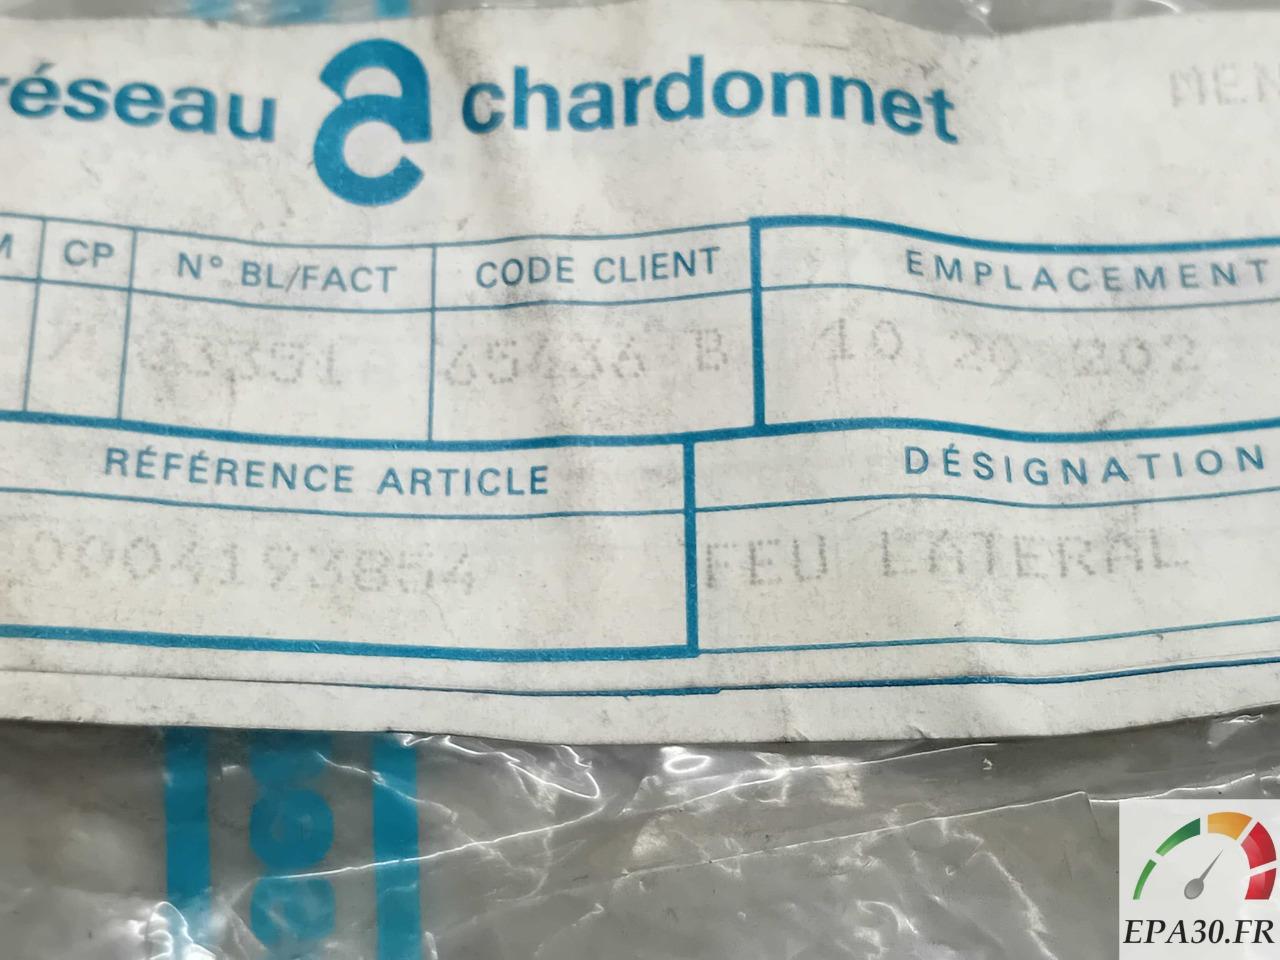 réseau chardonnet
CP N° BL/FACT CODE CLIENT EMPLACEMENT
43351 65436 B 10 29 202
RÉFÉRENCE ARTICLE DÉSIGNATION
0004193854 FEU LATERAL
EPA30.FR